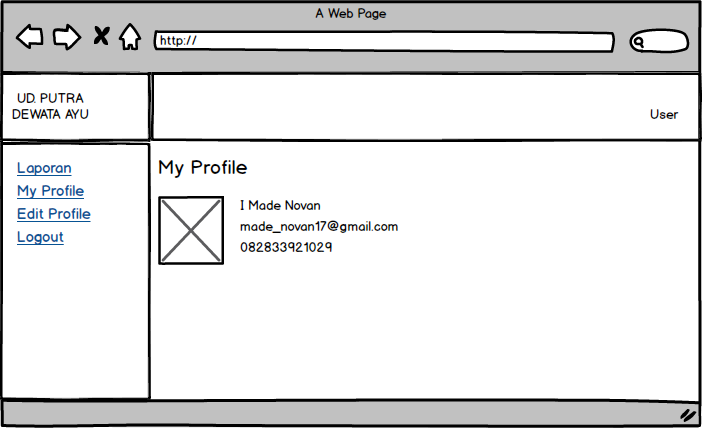 A Web Page
http://
UD. PUTRA
DEWATA AYU
User
Laporan
My Profile
Edit Profile
Logout
My Profile
I Made Novan
made_novan17@gmail.com
082833921029